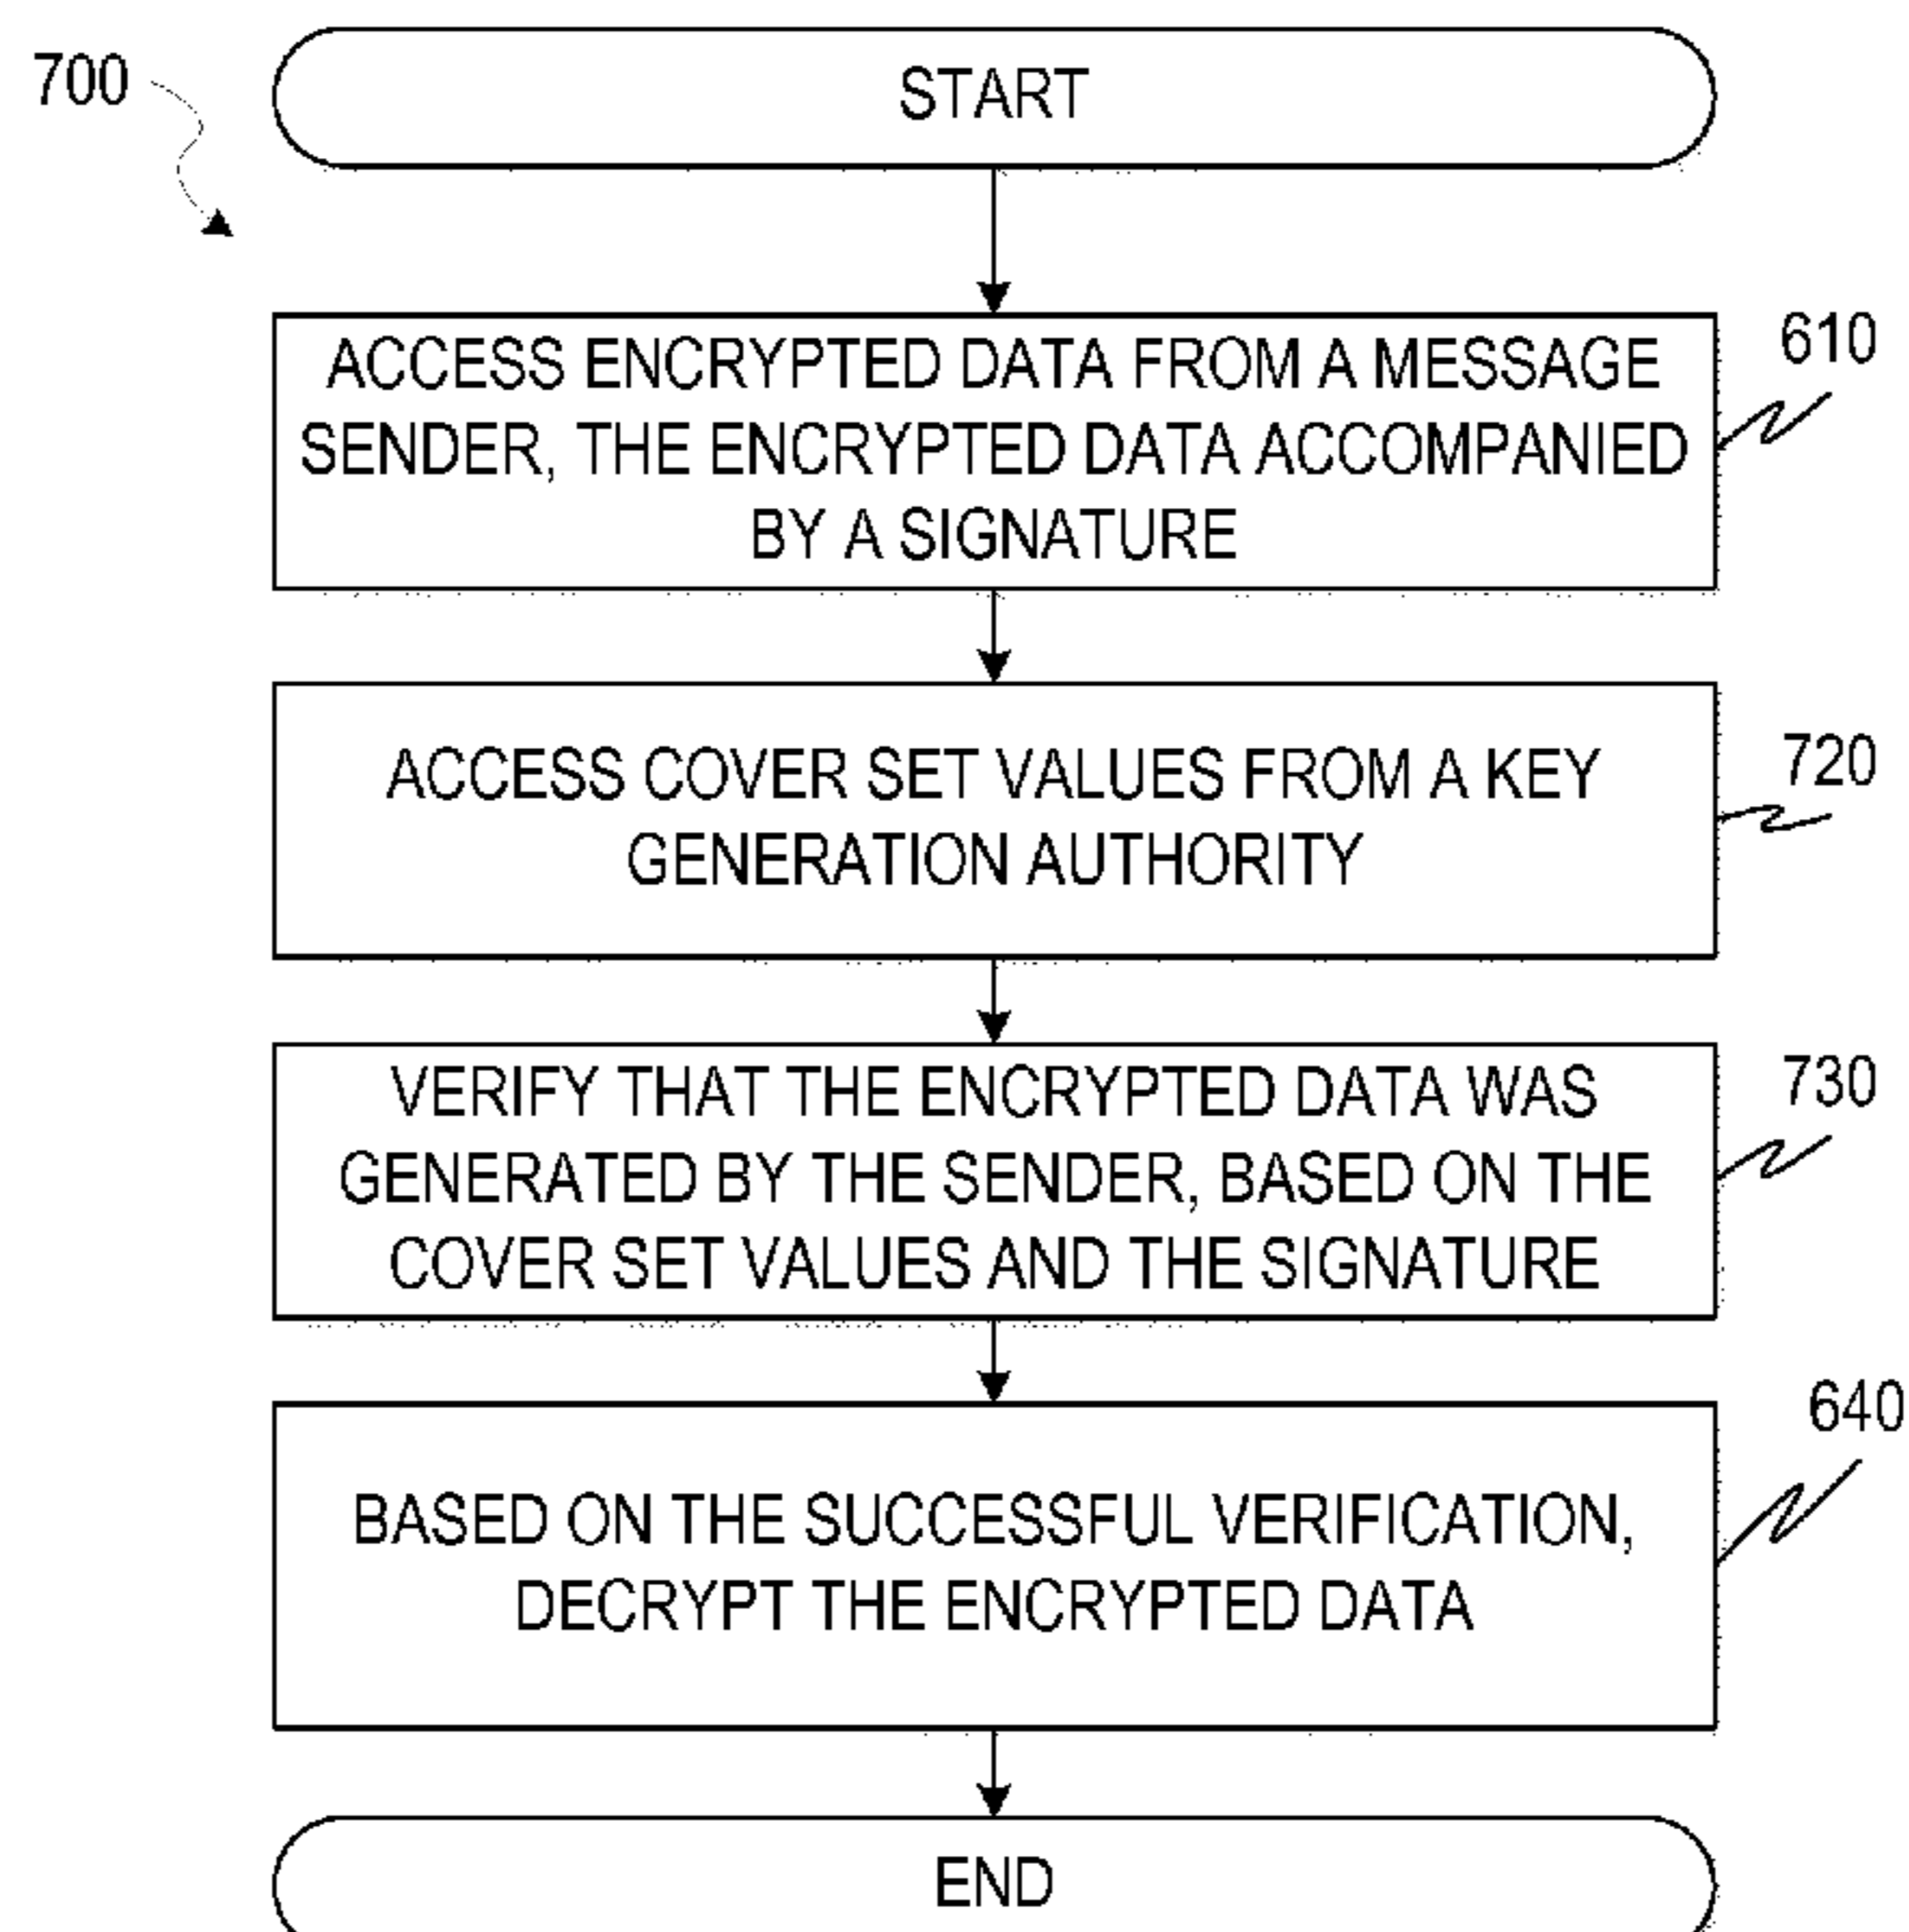 700
START
ACCESS ENCRYPTED DATA FROM A MESSAGE
SENDER, THE ENCRYPTED DATA ACCOMPANIED
BY A SIGNATURE
610
ACCESS COVER SET VALUES FROM A KEY
GENERATION AUTHORITY
720
VERIFY THAT THE ENCRYPTED DATA WAS
GENERATED BY THE SENDER, BASED ON THE
COVER SET VALUES AND THE SIGNATURE
730
BASED ON THE SUCCESSFUL VERIFICATION,
DECRYPT THE ENCRYPTED DATA
640
END